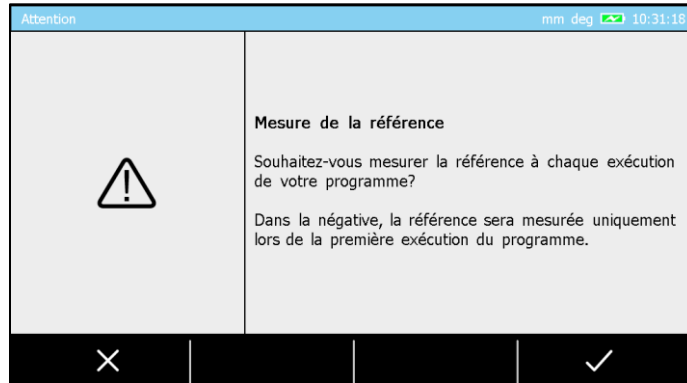 Attention
mm deg 10:31:18
Mesure de la référence
Souhaitez-vous mesurer la référence à chaque exécution
de votre programme?
Dans la négative, la référence sera mesurée uniquement
lors de la première exécution du programme.